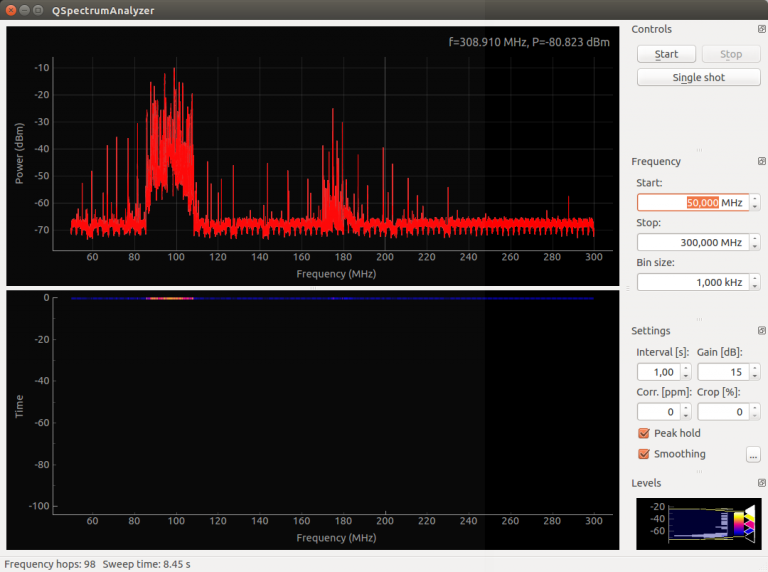 QSpectrumAnalyzer
f=308.910 MHz, P=-80.823 dBm
-10
-20
-30
-40
-50
-60
-70
Power (dBm)
60 80 100 120 140 160 180 200 220 240 260 280 300
Frequency (MHz)
0
-20
-40
-60
-80
-100
Time
60 80 100 120 140 160 180 200 220 240 260 280 300
Frequency (MHz)
Controls
Start Stop
Single shot
Frequency
Start:
50,000 MHz
Stop:
300,000 MHz
Bin size:
1,000 kHz
Settings
Interval [s]: Gain [dB]:
1,00 15
Corr. [ppm]: Crop [%]:
0 0
Peak hold
Smoothing ...
Levels
-20
-40
-60
Frequency hops: 98 Sweep time: 8.45 s